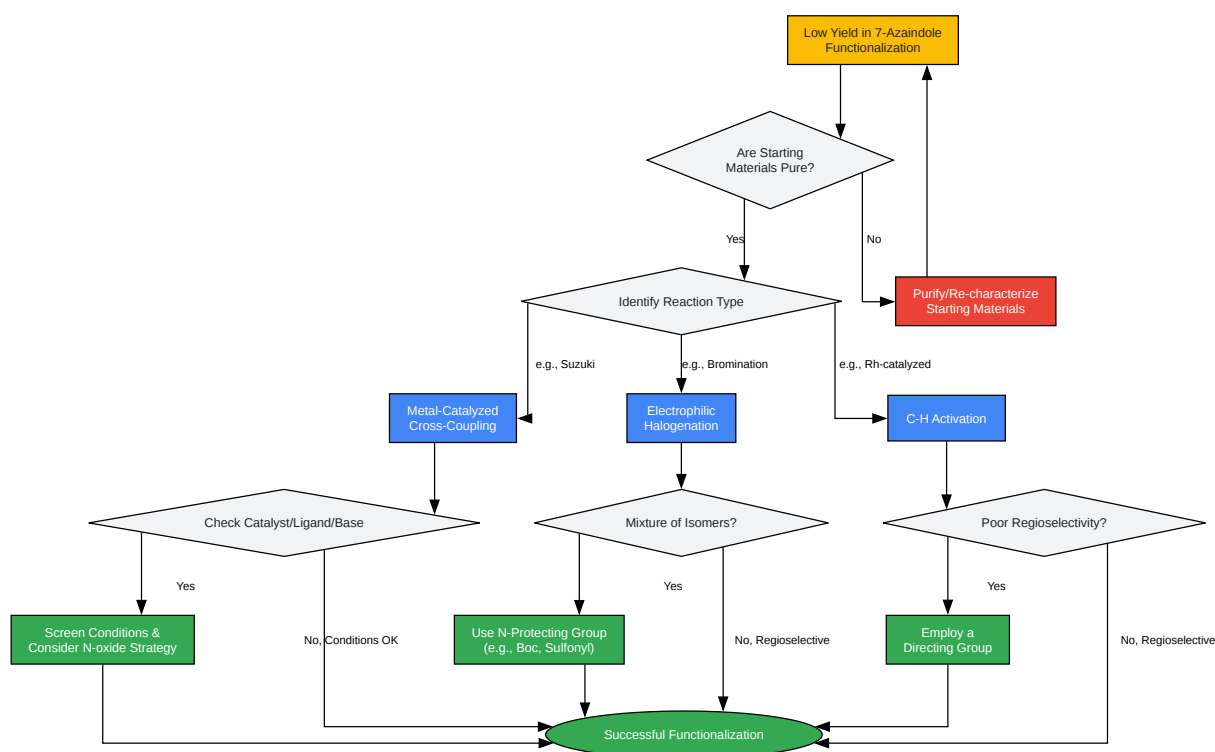 Low Yield in 7-Azaindole
Functionalization
Are Starting
Materials Pure?
Yes
No
Purify/Re-characterize
Starting Materials
Identify Reaction Type
e.g., Suzuki
e.g., Bromination
e.g., Rh-catalyzed
Metal-Catalyzed
Cross-Coupling
Electrophilic
Halogenation
C-H Activation
Check Catalyst/Ligand/Base
Mixture of Isomers?
Poor Regioselectivity?
Yes
Yes
Yes
Screen Conditions &
Consider N-oxide Strategy
No, Conditions OK
Use N-Protecting Group
(e.g., Boc, Sulfonyl)
No, Regioselective
Employ a
Directing Group
No, Regioselective
Successful Functionalization